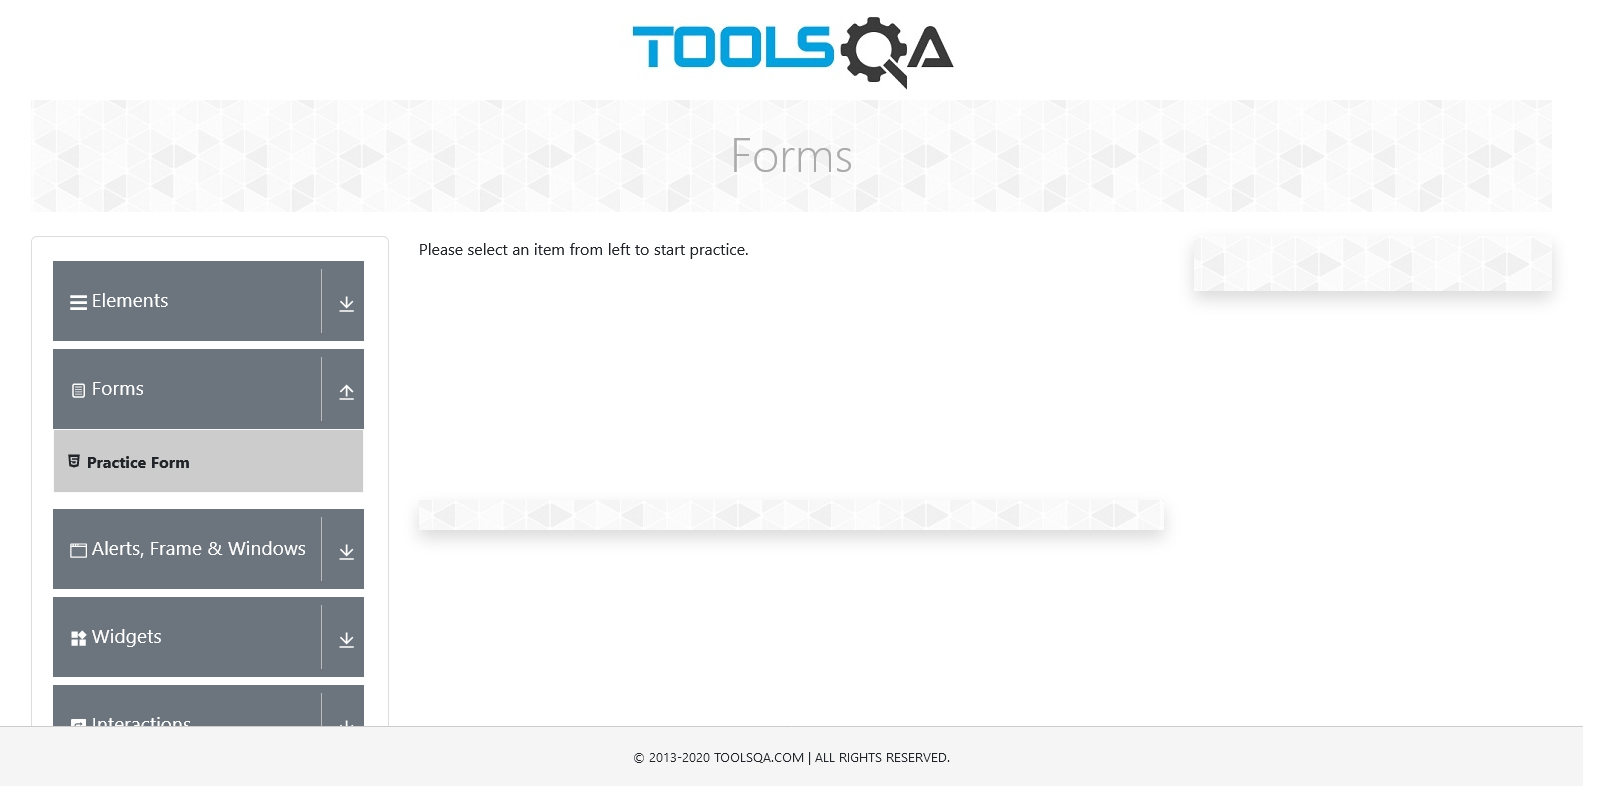 TOOLSQA
Forms
Elements
Forms
Practice Form
Alerts, Frame & Windows
Widgets
Interactions
Please select an item from left to start practice.
© 2013-2020 TOOLSQA.COM | ALL RIGHTS RESERVED.